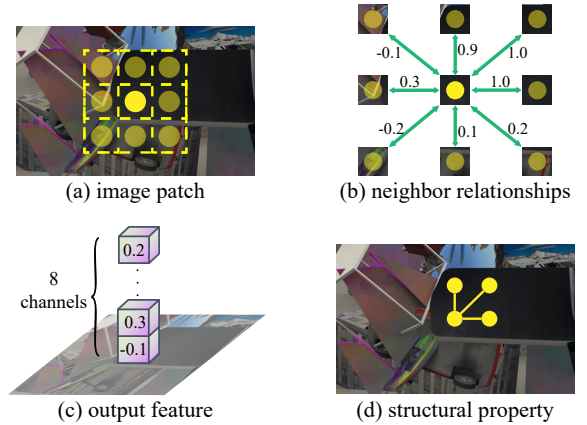 -0.1
0.9
1.0
0.3
1.0
-0.2
0.1
0.2
(a) image patch
(b) neighbor relationships
8
channels
0.2
0.3
-0.1
(c) output feature
(d) structural property